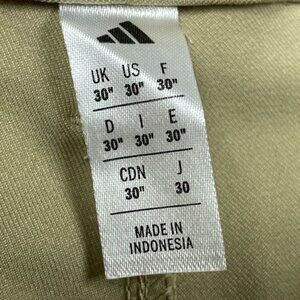 UK US F
30" 30" 30"
D I E
30" 30" 30"
CDN J
30" 30
MADE IN
INDONESIA